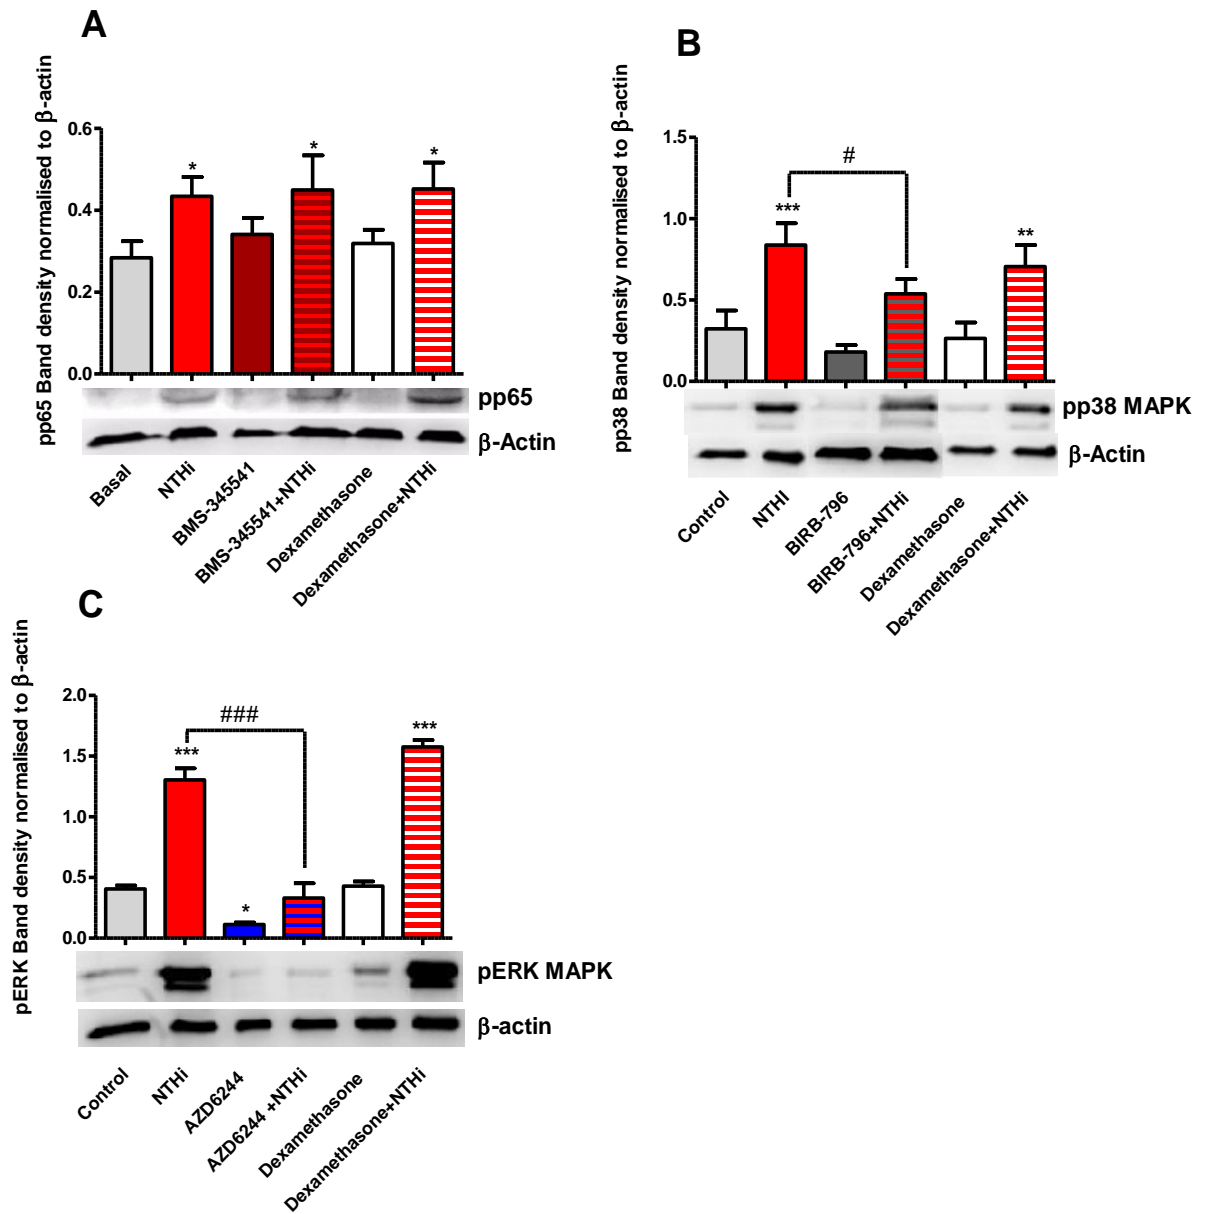 A
pp65 Band density normalised to β-actin
0.6
0.4
0.2
0.0
*
*
*
pp65
β-Actin
Basal
NTHi
BMS-345541
BMS-345541+NTHi
Dexamethasone
Dexamethasone+NTHi
B
pp38 Band density normalised to β-actin
1.5
1.0
0.5
0.0
#
***
**
pp38 MAPK
β-Actin
Control
NTHI
BIRB-796
BIRB-796+NTHi
Dexamethasone
Dexamethasone+NTHi
C
pERK Band density normalised to β-actin
2.0
1.5
1.0
0.5
0.0
###
***
*
***
pERK MAPK
β-actin
Control
NTHi
AZD6244
AZD6244 +NTHi
Dexamethasone
Dexamethasone+NTHi